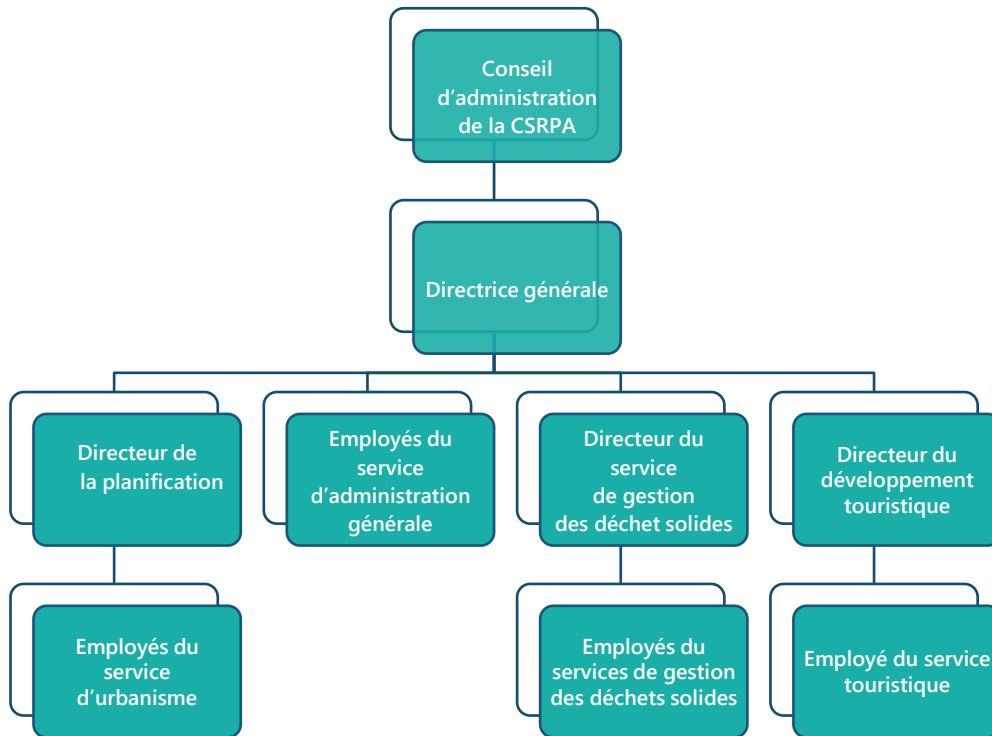 Conseil
d’administration
de la CSRPA
Directrice générale
Directeur de
la planification
Employés du
service
d’administration
générale
Directeur du
service
de gestion
des déchet solides
Directeur du
développement
touristique
Employés du
service
d’urbanisme
Employés du
services de gestion
des déchets solides
Employé du service
touristique